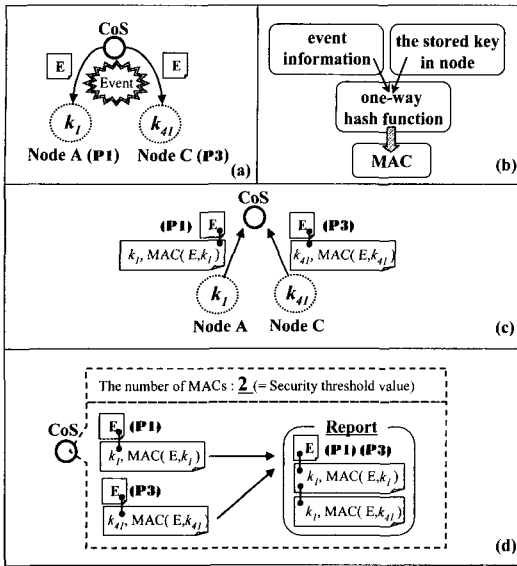 CoS
E
E
Event
k1
k41
Node A (P1)
Node C (P3)
(a)
event
information
the stored key
in node
one-way
hash function
MAC
(b)
CoS
(P1)
E
E
(P3)
k1, MAC( E,k1)
k41, MAC( E,k41)
k1
k41
Node A
Node C
(c)
The number of MACs : 2 (= Security threshold value)
CoS
E
(P1)
k1, MAC( E,k1)
E
(P3)
k41, MAC( E,k41)
Report
E
(P1) (P3)
k1, MAC( E,k1)
k1, MAC( E,k41)
(d)